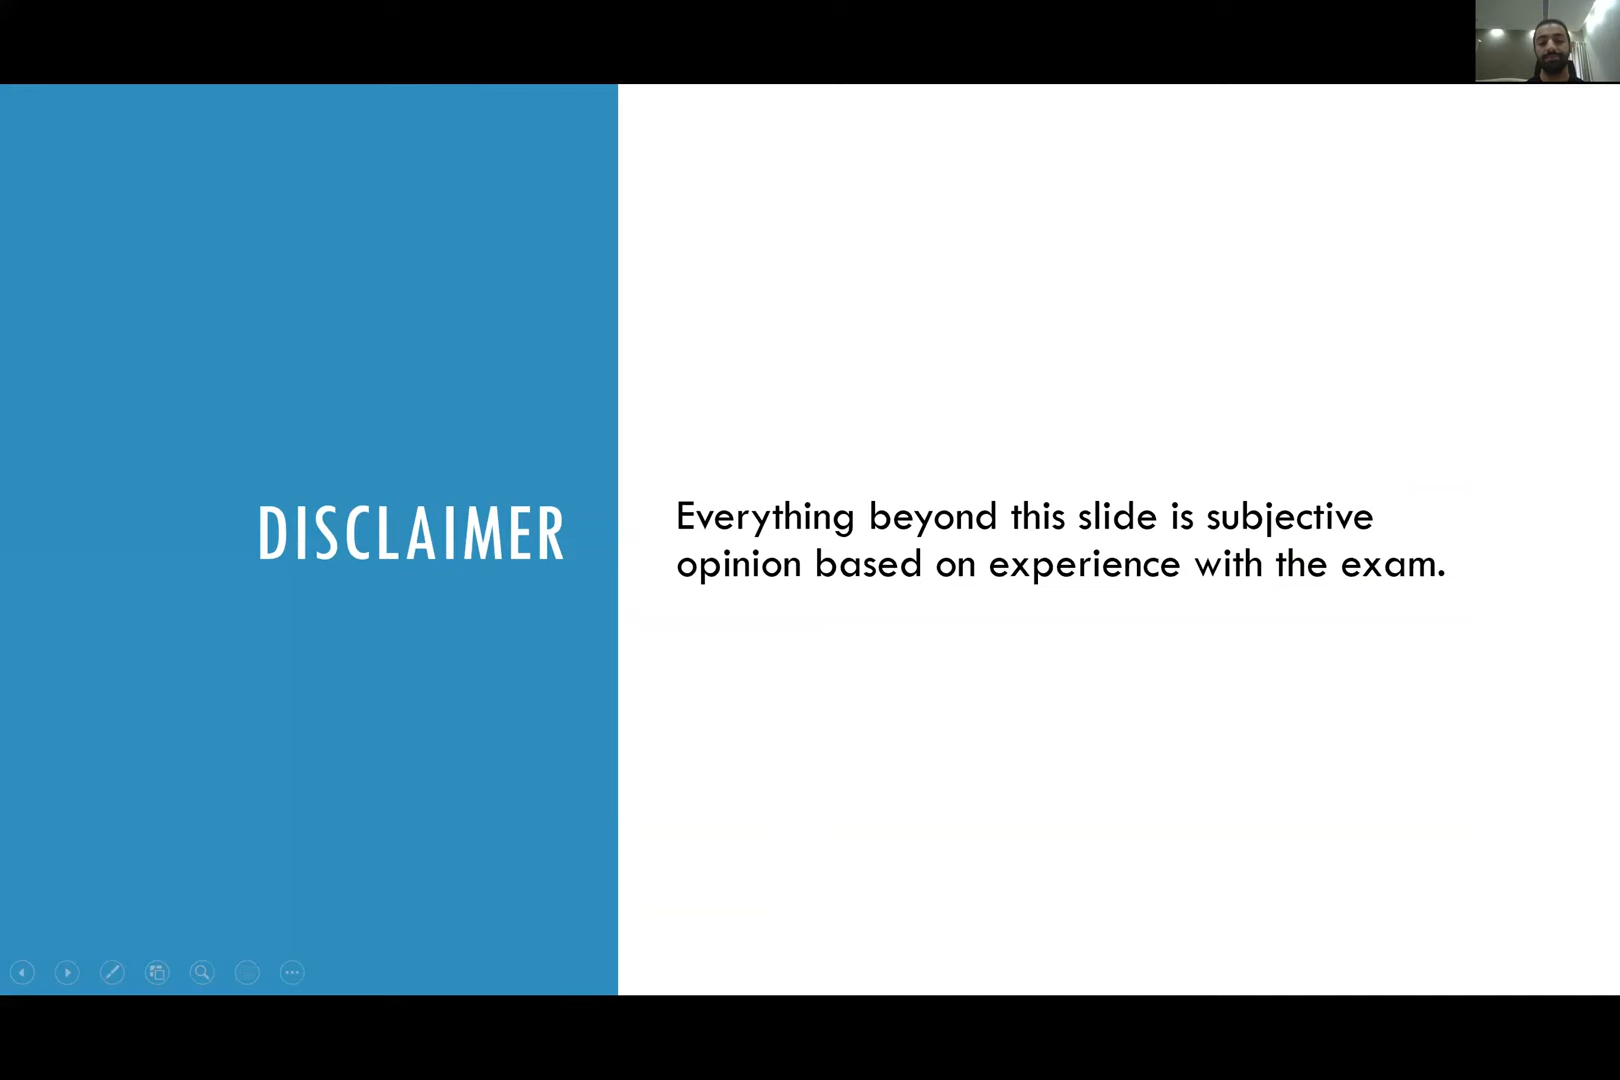 DISCLAIMER
Everything beyond this slide is subjective
opinion based on experience with the exam.